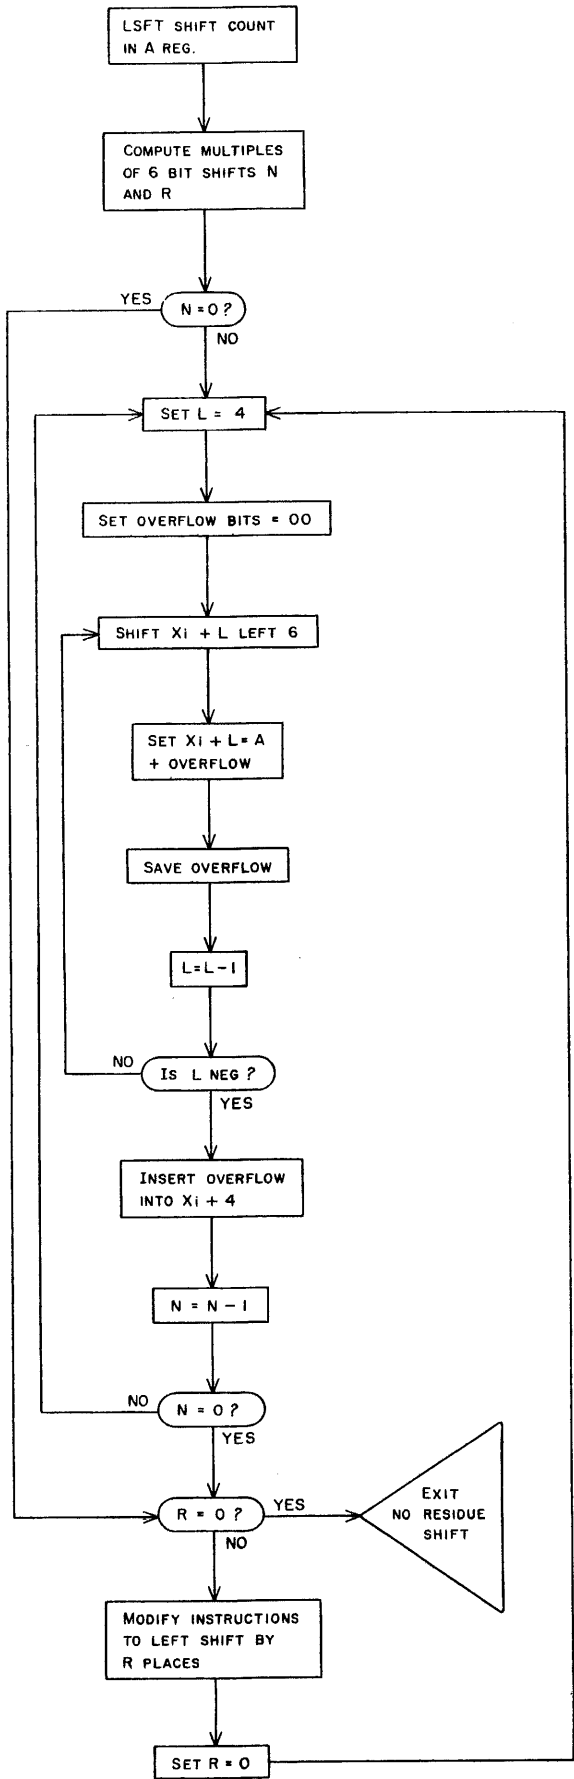 LSFT SHIFT COUNT
IN A REG.
COMPUTE MULTIPLES
OF 6 BIT SHIFTS N
AND R
YES
N = 0 ?
NO
SET L = 4
SET OVERFLOW BITS = 00
SHIFT Xi + L LEFT 6
SET Xi + L = A
+ OVERFLOW
SAVE OVERFLOW
L = L - 1
NO
IS L NEG ?
YES
INSERT OVERFLOW
INTO Xi + 4
N = N - 1
NO
N = 0 ?
YES
R = 0 ?
YES
NO
EXIT
NO RESIDUE
SHIFT
MODIFY INSTRUCTIONS
TO LEFT SHIFT BY
R PLACES
SET R = 0